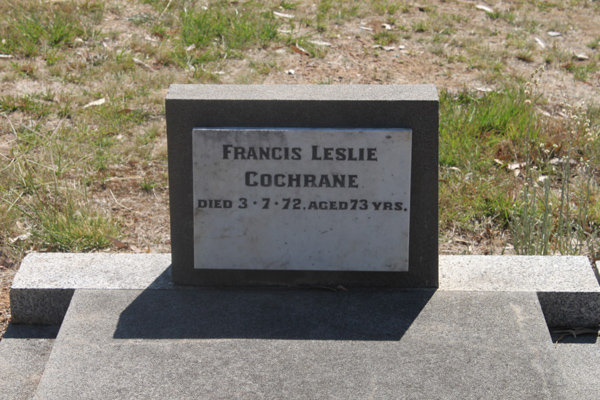 Francis Leslie
Cochrane
died 3·7·72, aged 73 yrs.